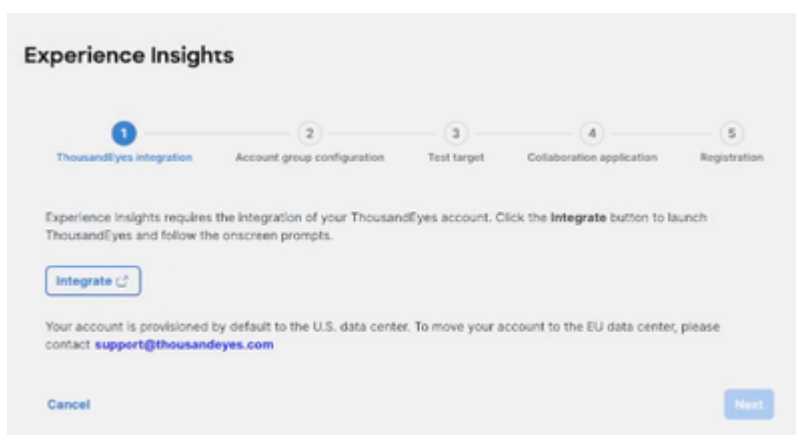 Experience Insights
1 2 3 4 5
ThousandEyes integration Account group configuration Test target Collaboration application Registration
Experience Insights requires the integration of your ThousandEyes account. Click the Integrate button to launch
ThousandEyes and follow the onscreen prompts.
Integrate
Your account is provisioned by default to the U.S. data center. To move your account to the EU data center, please
contact support@thousandeyes.com
Cancel Next